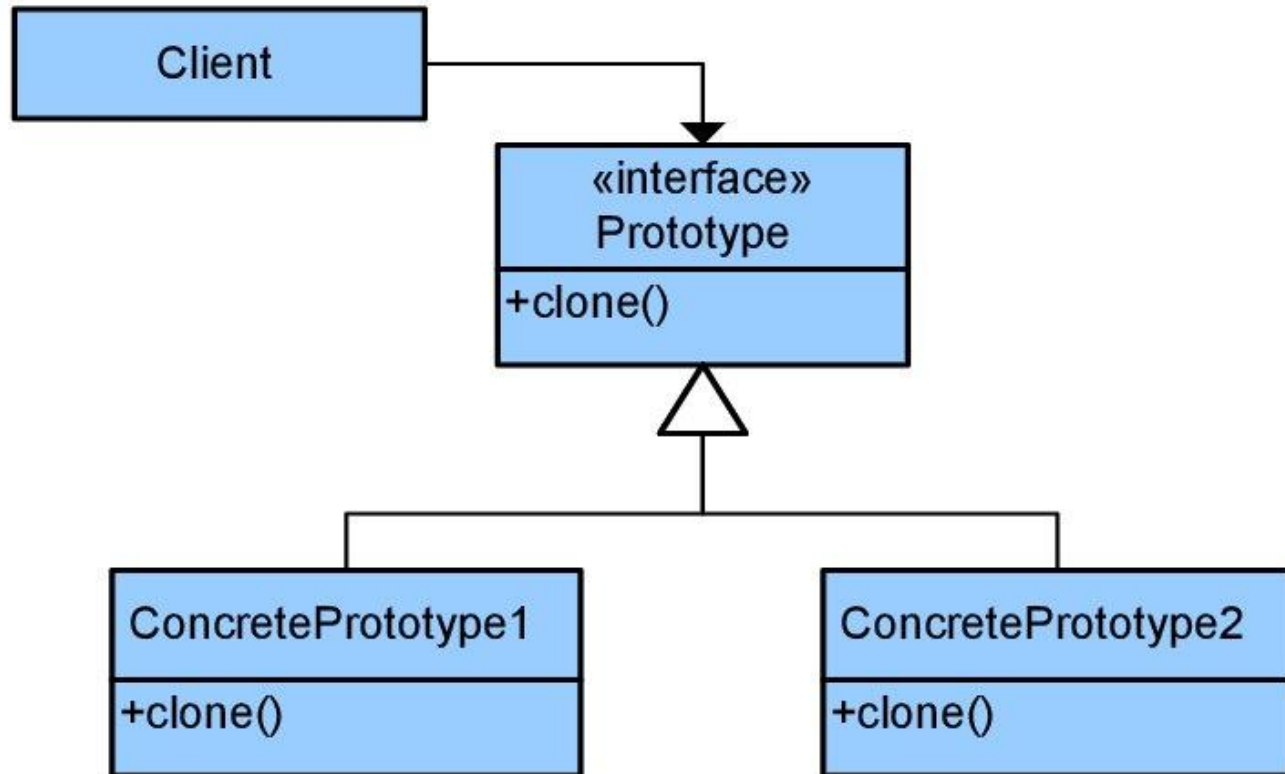 Client
«interface»
Prototype
+clone()
ConcretePrototype1
+clone()
ConcretePrototype2
+clone()